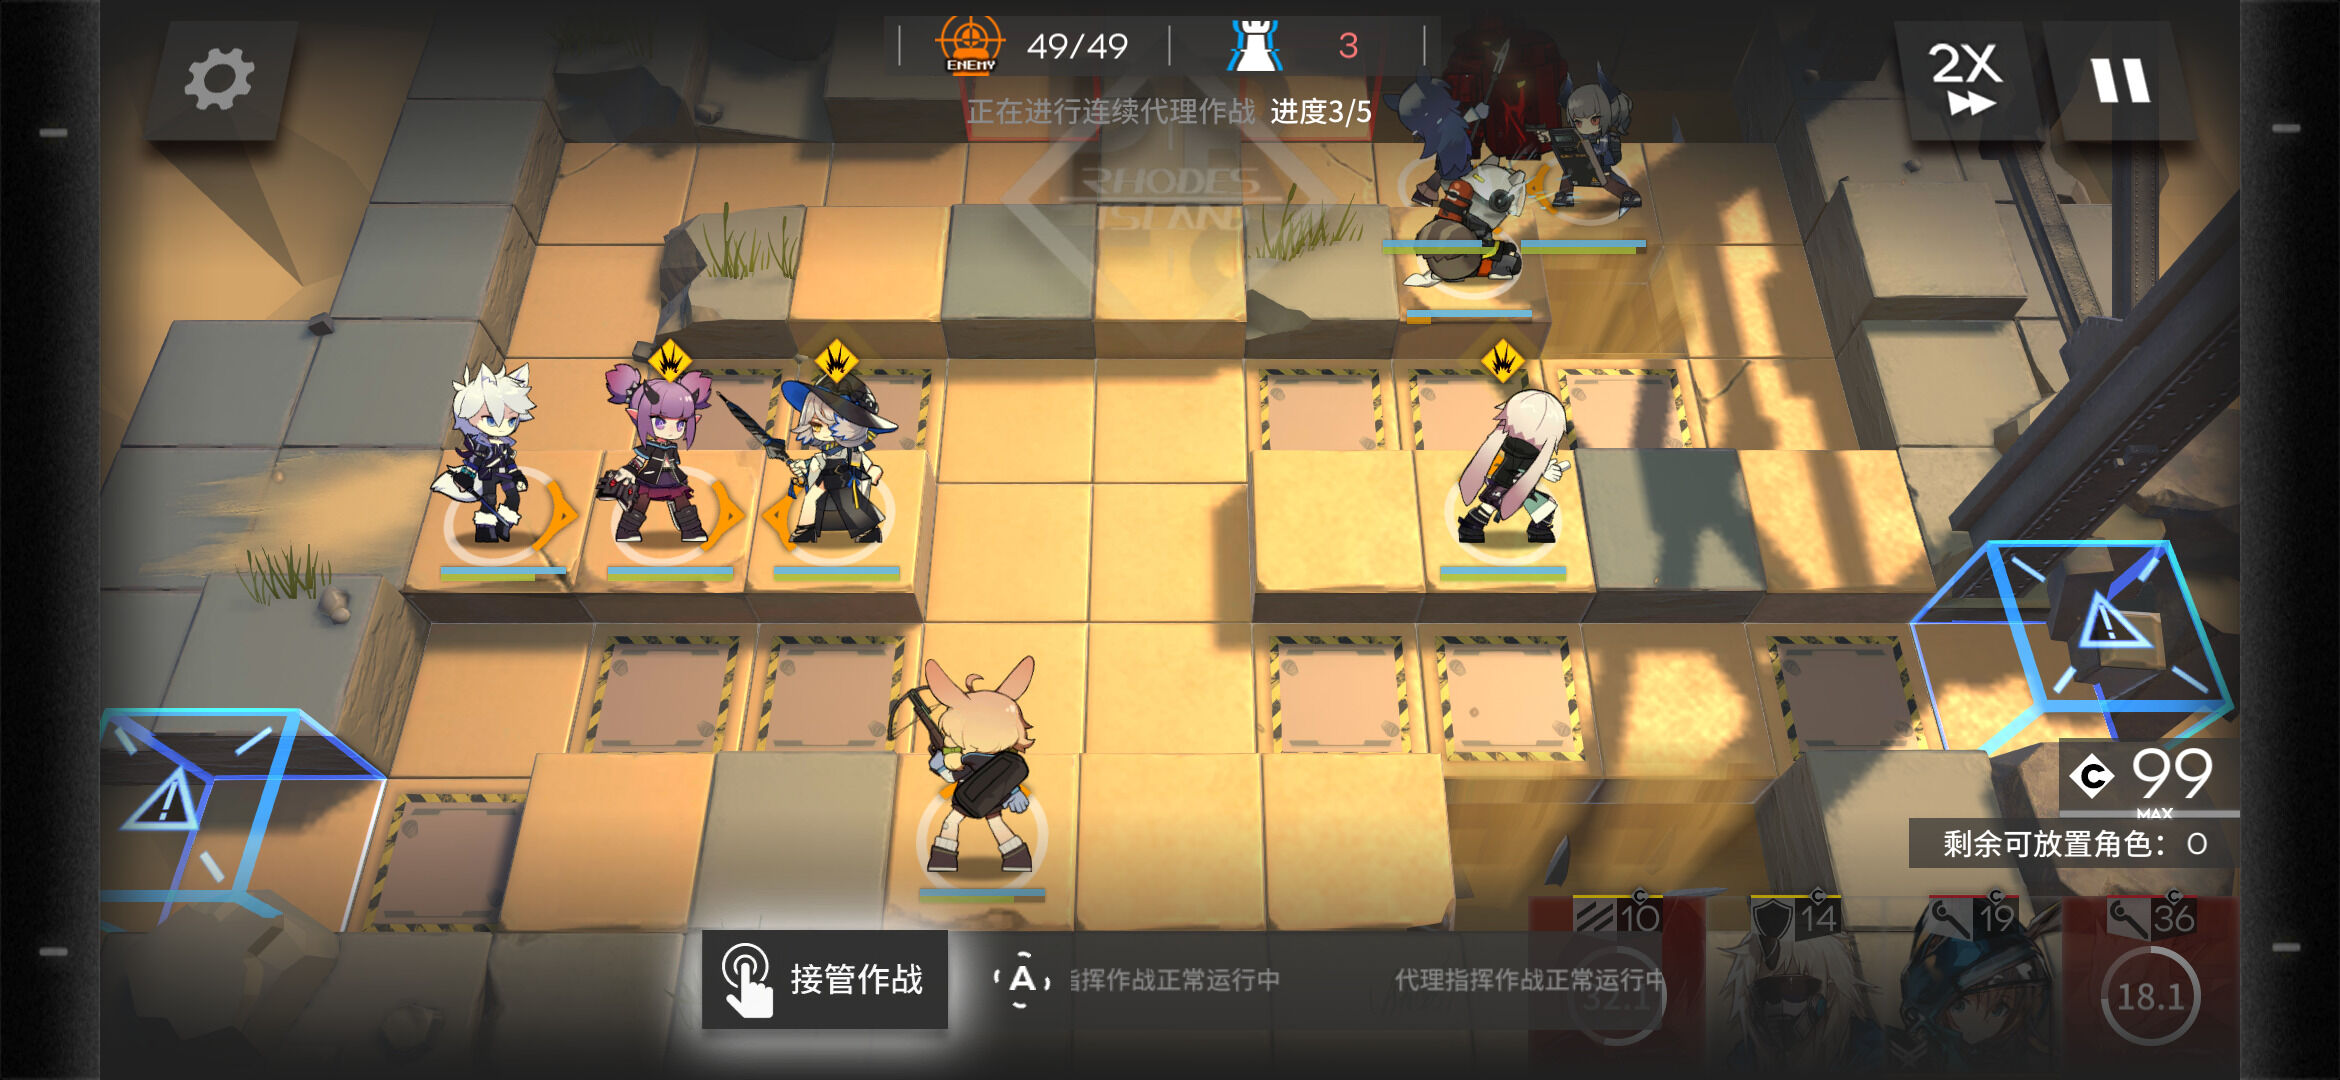 ENEMY
49/49
3
2X
正在进行连续代理作战 进度3/5
RHODES
ISLAND
99
MAX
剩余可放置角色： 0
10
14
19
36
32.1
18.1
接管作战
A
指挥作战正常运行中
代理指挥作战正常运行中